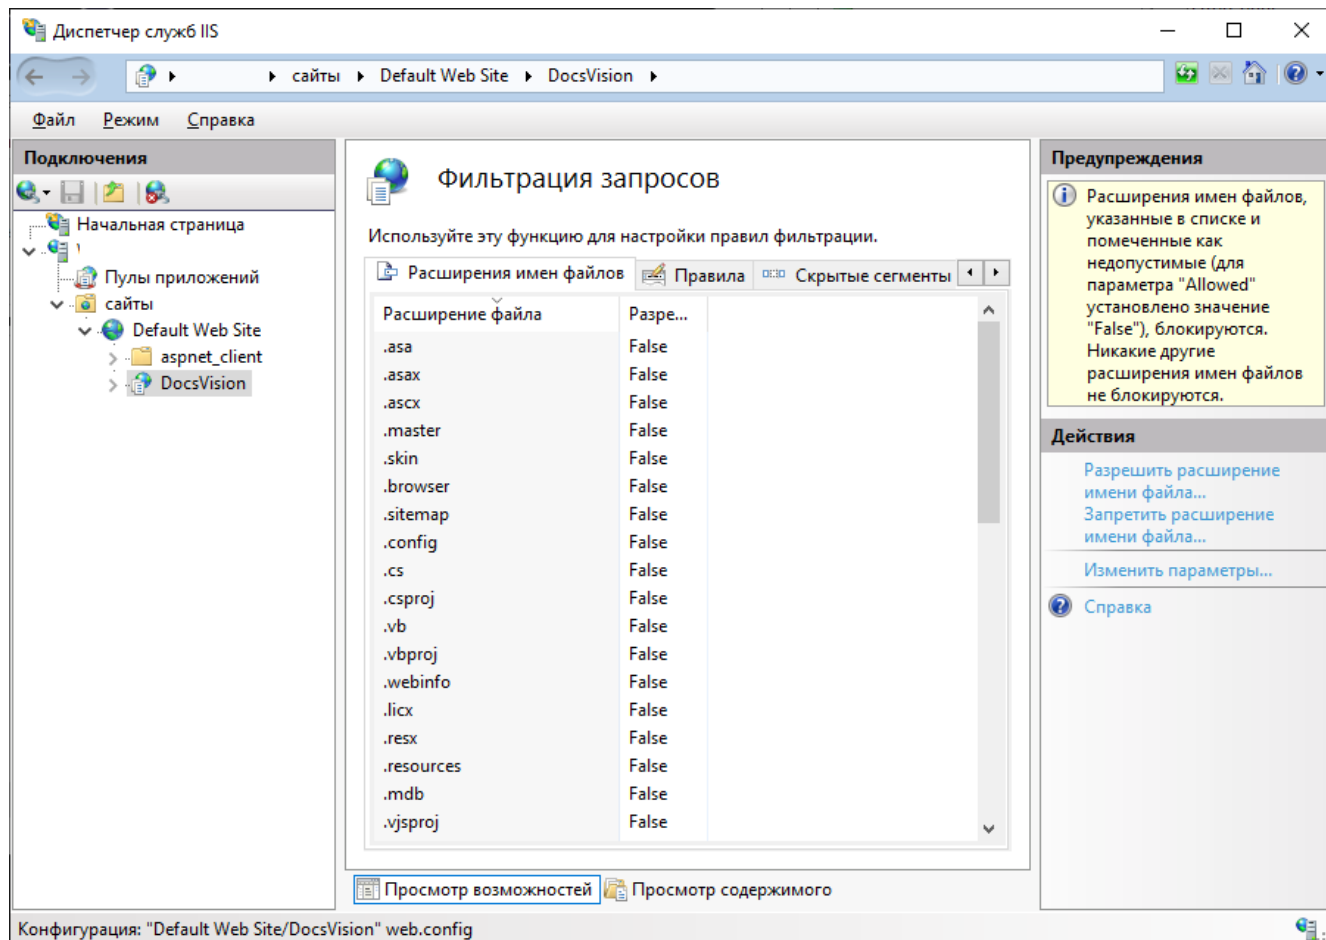 Диспетчер служб IIS
сайты Default Web Site DocsVision
Файл Режим Справка
Подключения
Начальная страница
Пулы приложений
сайты
Default Web Site
aspnet_client
DocsVision
Фильтрация запросов
Используйте эту функцию для настройки правил фильтрации.
Расширения имен файлов Правила Скрытые сегменты
Расширение файла Разре...
.asa False
.asax False
.ascx False
.master False
.skin False
.browser False
.sitemap False
.config False
.cs False
.csproj False
.vb False
.vbproj False
.webinfo False
.licx False
.resx False
.resources False
.mdb False
.vjsproj False
Просмотр возможностей Просмотр содержимого
Предупреждения
Расширения имен файлов,
указанные в списке и
помеченные как
недопустимые (для
параметра "Allowed"
установлено значение
"False"), блокируются.
Никакие другие
расширения имен файлов
не блокируются.
Действия
Разрешить расширение
имени файла...
Запретить расширение
имени файла...
Изменить параметры...
Справка
Конфигурация: "Default Web Site/DocsVision" web.config